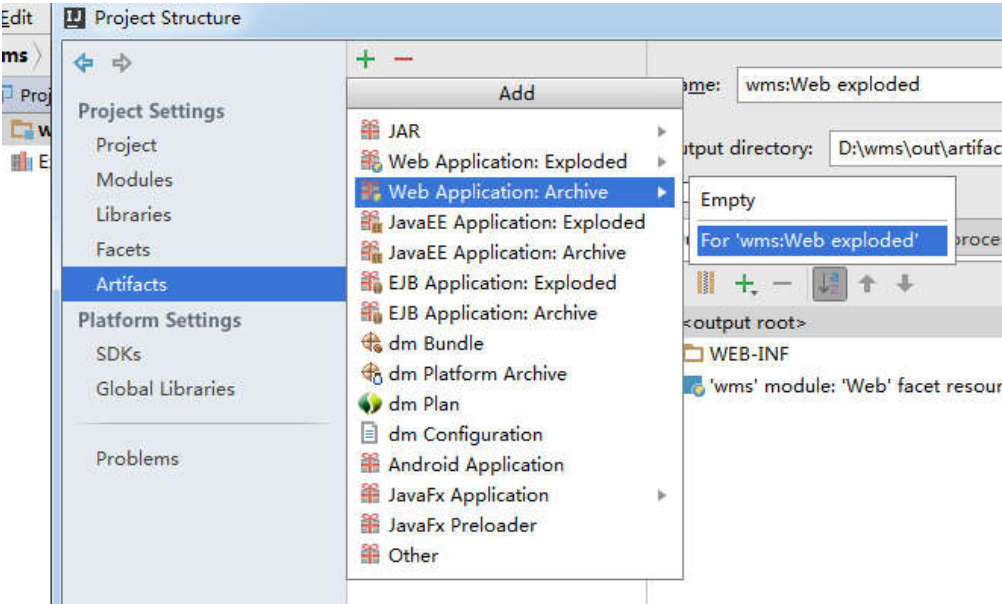 Edit
Project Structure
ms
Proj
Project Settings
Project
Modules
Libraries
Facets
Artifacts
Platform Settings
SDKs
Global Libraries
Problems
Add
JAR
Web Application: Exploded
Web Application: Archive
JavaEE Application: Exploded
JavaEE Application: Archive
EJB Application: Exploded
EJB Application: Archive
dm Bundle
dm Platform Archive
dm Plan
dm Configuration
Android Application
JavaFx Application
JavaFx Preloader
Other
ame: wms:Web exploded
utput directory: D:\wms\out\artifac
Empty
For 'wms:Web exploded'
proce
<output root>
WEB-INF
'wms' module: 'Web' facet resour